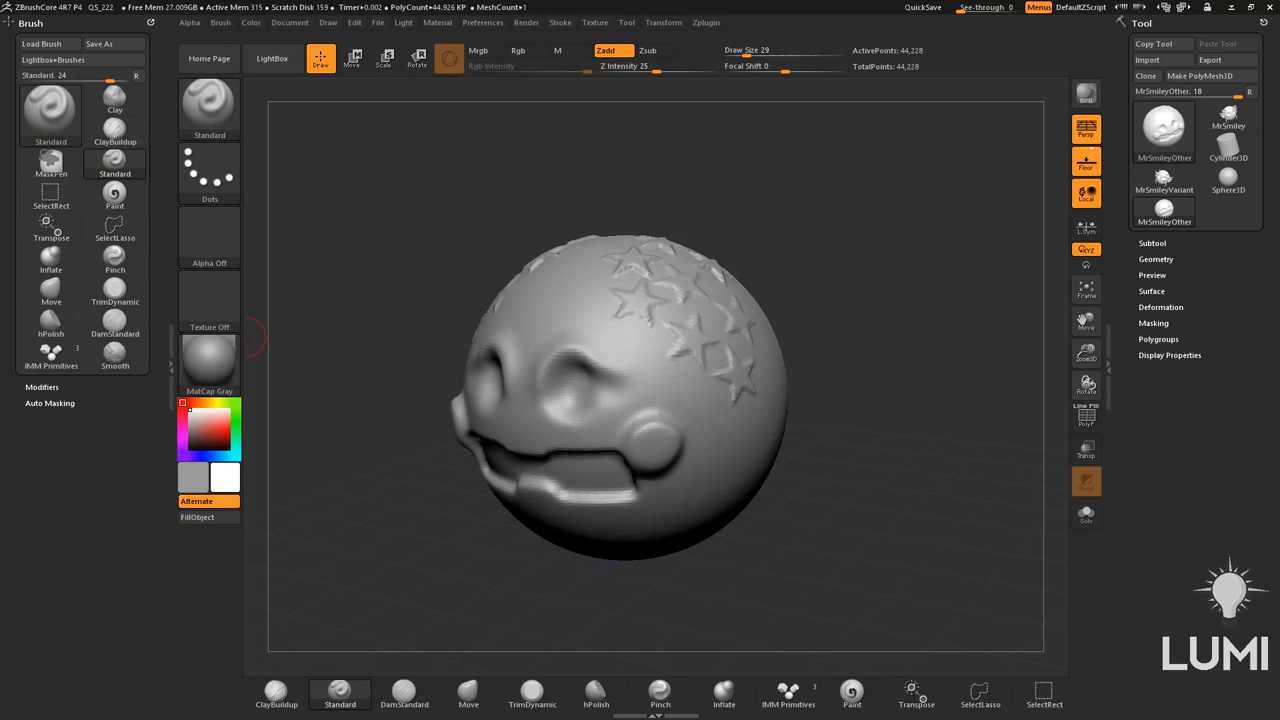 ZBrushCore 4R7 P4 QS_222 • Free Mem 27.009GB • Active Mem 715 • Scratch Disk 159 • Timer▸0.002 • PolyCount▸44.926 KP • MeshCount▸1
QuickSave
See-through 0
Menus
DefaultZScript
Brush
Alpha Brush Color Document Draw Edit File Light Material Preferences Render Stroke Texture Tool Transform Zplugin
Tool
Load Brush Save As
Lightbox▸Brushes
Standard. 24 R
Standard
Clay
ClayBuildup
MaskPen
Standard
SelectRect
Paint
Transpose
SelectLasso
Inflate
Pinch
Move
TrimDynamic
hPolish
DamStandard
IMM Primitives
3
Smooth
Modifiers
Auto Masking
Home Page
LightBox
Draw
Move
Scale
Rotate
Mrgb Rgb M
Rgb Intensity
Zadd Zsub
Z Intensity 25
Draw Size 29
Focal Shift 0
ActivePoints: 44,228
TotalPoints: 44,228
Standard
Dots
Alpha Off
Texture Off
MatCap Gray
Alternate
FillObject
BPR
Persp
Floor
Local
L.Sym
XYZ
Frame
Move
Zoom3D
Rotate
Line Fill
PolyF
Transp
Ghost
Solo
Copy Tool Paste Tool
Import Export
Clone Make PolyMesh3D
MrSmileyOther. 18 R
MrSmileyOther
MrSmiley
Cylinder3D
MrSmileyVariant
Sphere3D
MrSmileyOther
Subtool
Geometry
Preview
Surface
Deformation
Masking
Polygroups
Display Properties
LUMI
ClayBuildup
Standard
DamStandard
Move
TrimDynamic
hPolish
Pinch
Inflate
IMM Primitives
3
Paint
Transpose
SelectLasso
SelectRect